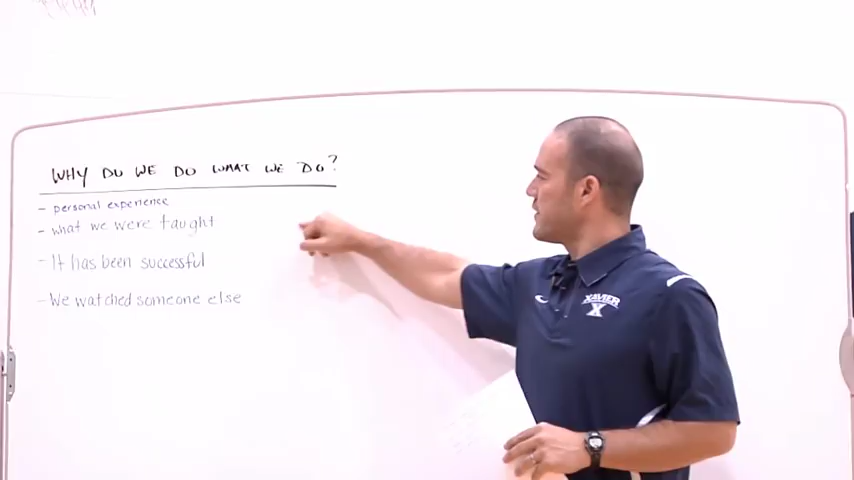 WHY DO WE DO WHAT WE DO?
- personal experience
- what we were taught
- It has been successful
- We watched someone else
XAVIER
X